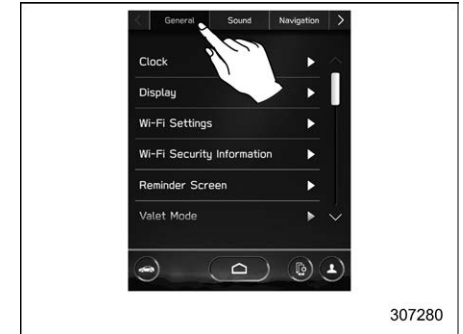 General Sound Navigation
Clock
Display
Wi-Fi Settings
Wi-Fi Security Information
Reminder Screen
Valet Mode
307280